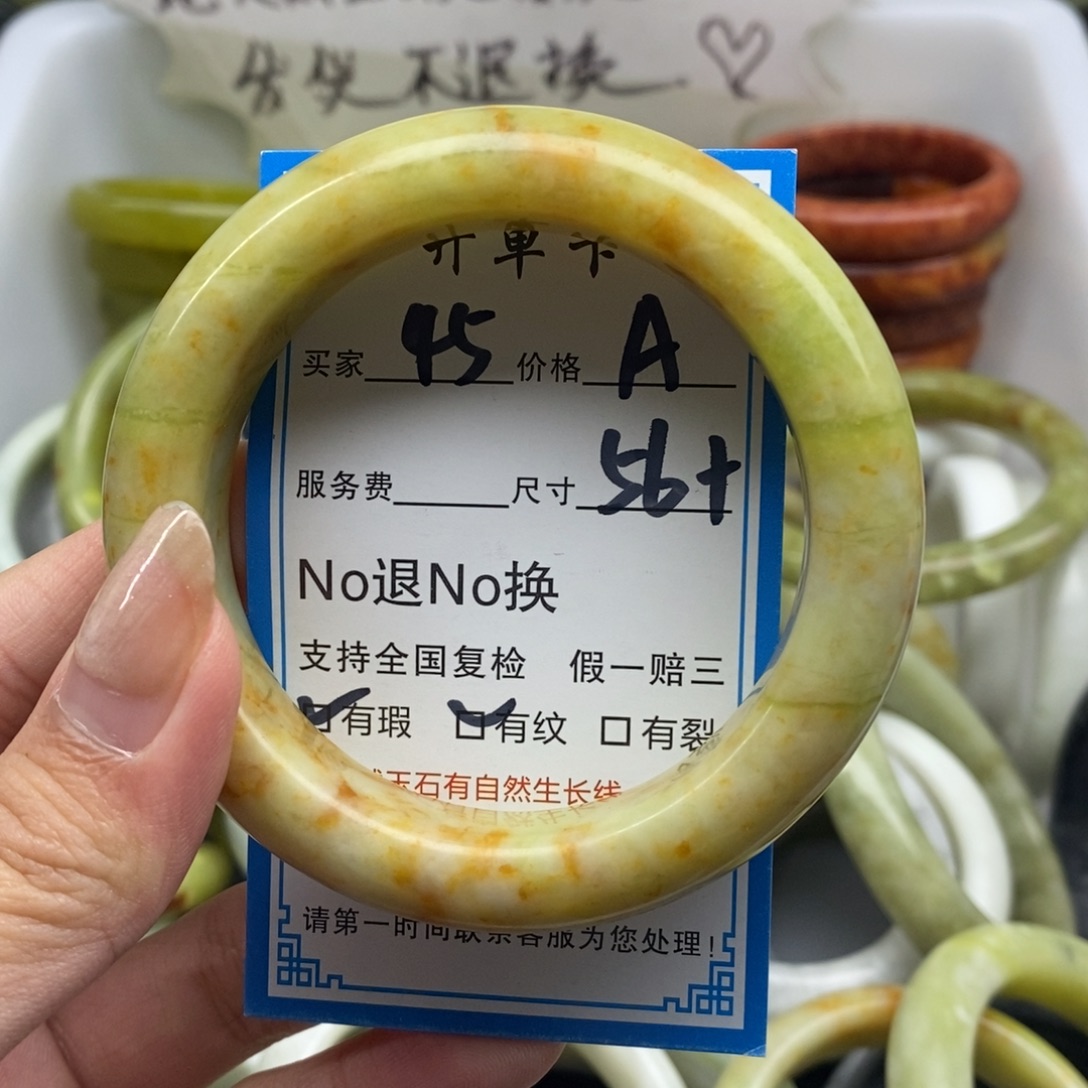 不退换
开单卡
买家 45 价格 A
服务费 尺寸 56+
No退No换
支持全国复检 假一赔三
有瑕 有纹 有裂
玉石有自然生长线
请第一时间联系客服为您处理!